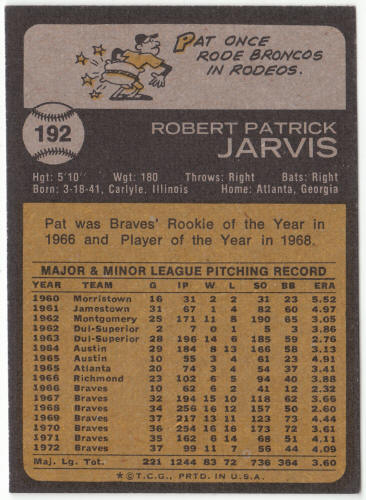 PAT ONCE
RODE BRONCOS
IN RODEOS.
192
ROBERT PATRICK
JARVIS
Hgt: 5'10" Wgt: 180 Throws: Right Bats: Right
Born: 3-18-41, Carlyle, Illinois Home: Atlanta, Georgia
Pat was Braves' Rookie of the Year in
1966 and Player of the Year in 1968.
MAJOR & MINOR LEAGUE PITCHING RECORD
YEAR TEAM G IP W L SO BB ERA
1960 Morristown 16 31 2 2 31 23 5.52
1961 Jamestown 31 67 1 4 82 60 4.97
1962 Montgomery 25 171 11 8 190 65 3.05
1962 Dul-Superior 2 7 0 1 5 3 3.86
1963 Dul-Superior 28 196 14 6 185 59 2.76
1964 Austin 29 184 8 13 166 58 3.13
1965 Austin 10 55 2 4 61 23 4.91
1965 Atlanta 20 74 3 1 54 23 3.41
1966 Richmond 23 102 6 5 94 40 3.88
1966 Braves 10 62 6 2 41 12 2.32
1967 Braves 32 194 15 10 118 62 3.66
1968 Braves 34 256 16 12 157 50 2.60
1969 Braves 37 217 13 11 123 73 4.44
1970 Braves 36 254 16 16 173 72 3.61
1971 Braves 35 162 6 14 68 51 4.11
1972 Braves 37 99 11 7 56 44 4.09
Maj. Lg. Tot. 221 1244 83 72 736 364 3.60
*©T.C.G., PRTD. IN U.S.A.